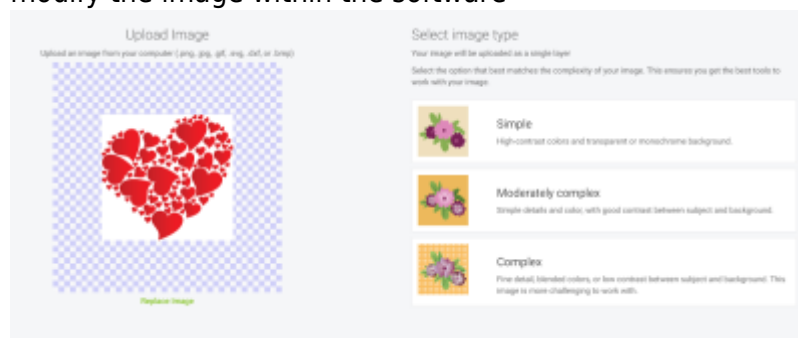 modify the image within the software
Upload Image
Upload an image from your computer (.png, .jpg, .gif, .svg, .dxf, or .bmp)
Replace Image
Select image type
Your image will be uploaded as a single layer.
Select the option that best matches the complexity of your image. This ensures you get the best tools to
work with your image.
Simple
High-contrast colors and transparent or monochrome background.
Moderately complex
Simple details and color, with good contrast between subject and background.
Complex
Fine detail, blended colors, or low contrast between subject and background. This
image is more challenging to work with.